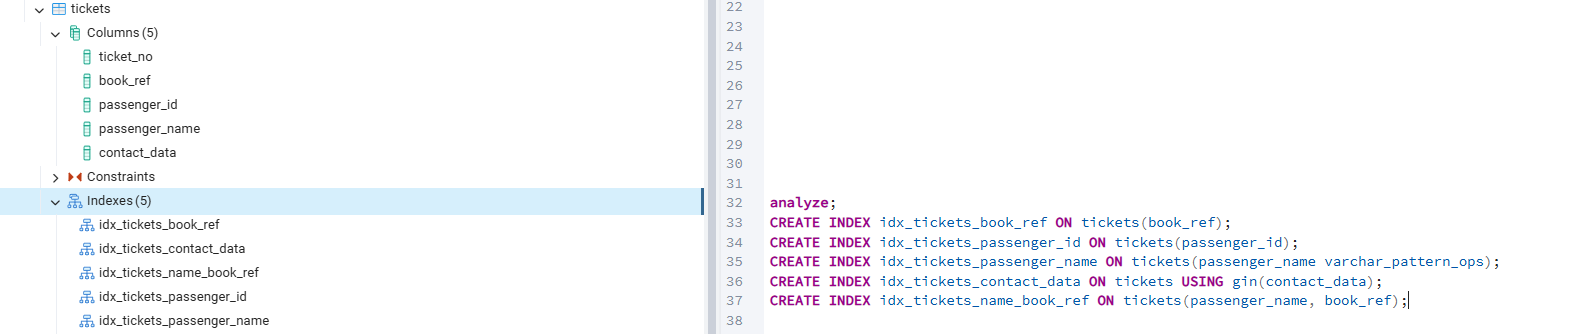 tickets
Columns (5)
ticket_no
book_ref
passenger_id
passenger_name
contact_data
Constraints
Indexes (5)
idx_tickets_book_ref
idx_tickets_contact_data
idx_tickets_name_book_ref
idx_tickets_passenger_id
idx_tickets_passenger_name
22
23
24
25
26
27
28
29
30
31
32 analyze;
33 CREATE INDEX idx_tickets_book_ref ON tickets(book_ref);
34 CREATE INDEX idx_tickets_passenger_id ON tickets(passenger_id);
35 CREATE INDEX idx_tickets_passenger_name ON tickets(passenger_name varchar_pattern_ops);
36 CREATE INDEX idx_tickets_contact_data ON tickets USING gin(contact_data);
37 CREATE INDEX idx_tickets_name_book_ref ON tickets(passenger_name, book_ref);
38